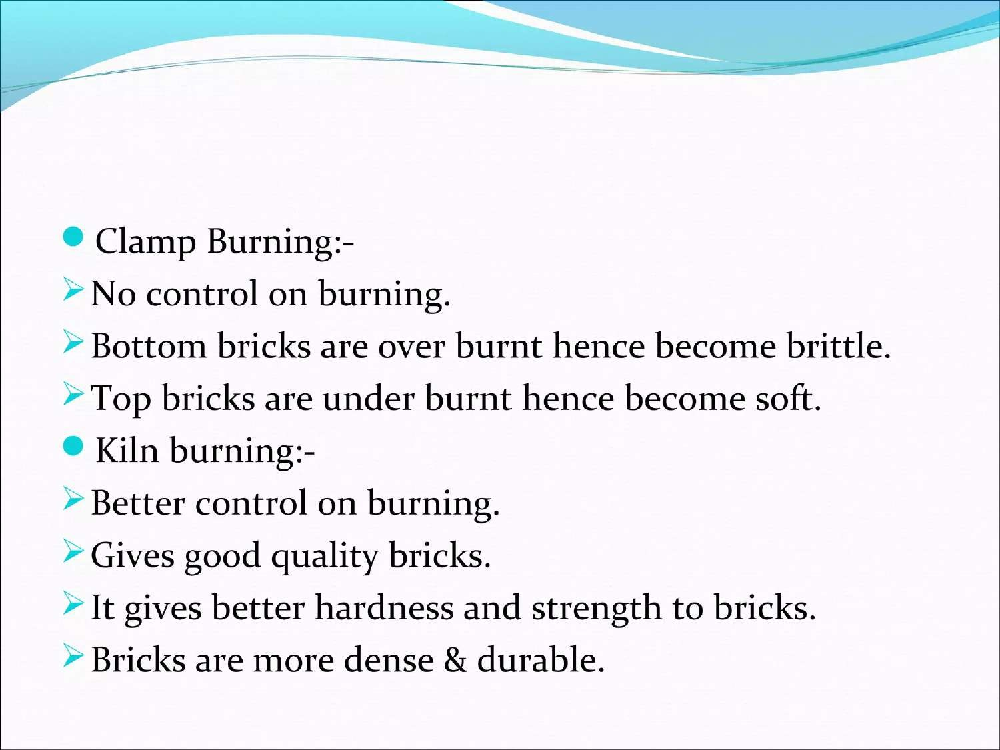 Clamp Burning:-
No control on burning.
Bottom bricks are over burnt hence become brittle.
Top bricks are under burnt hence become soft.
Kiln burning:-
Better control on burning.
Gives good quality bricks.
It gives better hardness and strength to bricks.
Bricks are more dense & durable.